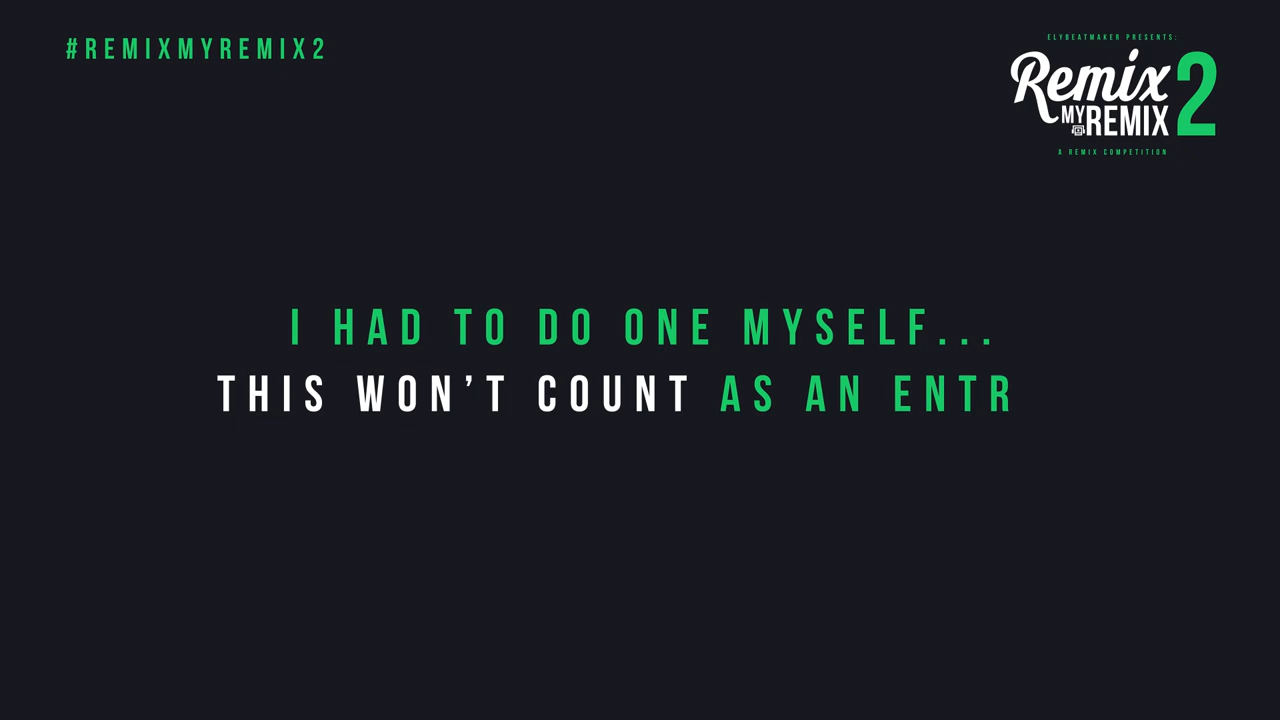 #REMIXMYREMIX2
ELYBEATMAKER PRESENTS:
Remix
MY REMIX
2
A REMIX COMPETITION
I HAD TO DO ONE MYSELF...
THIS WON'T COUNT AS AN ENTR